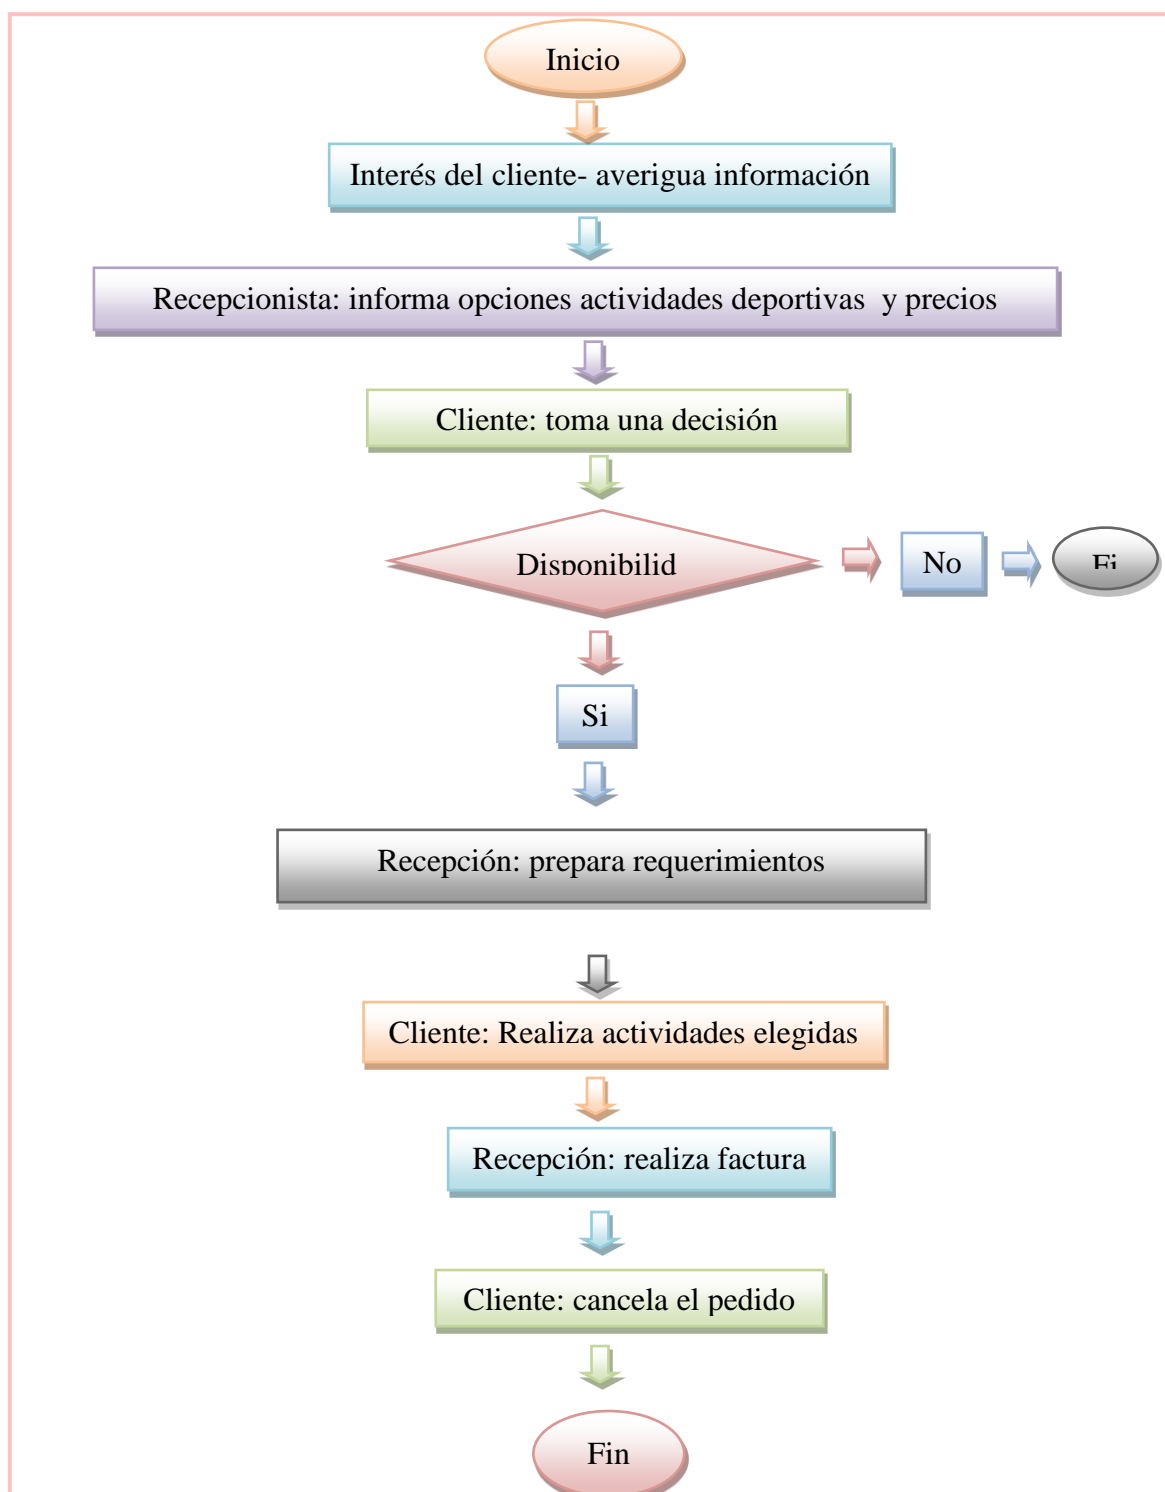 Inicio
Interés del cliente- averigua información
Recepcionista: informa opciones actividades deportivas y precios
Cliente: toma una decisión
Disponibilid
No
Fi
Si
Recepción: prepara requerimientos
Cliente: Realiza actividades elegidas
Recepción: realiza factura
Cliente: cancela el pedido
Fin